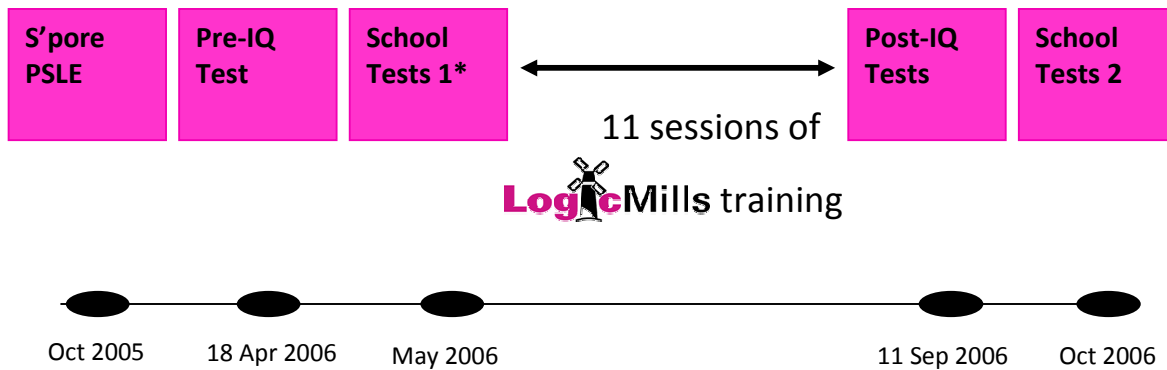 S’pore PSLE
Pre-IQ Test
School Tests 1*
Post-IQ Tests
School Tests 2
11 sessions of
LogicMills training
Oct 2005
18 Apr 2006
May 2006
11 Sep 2006
Oct 2006